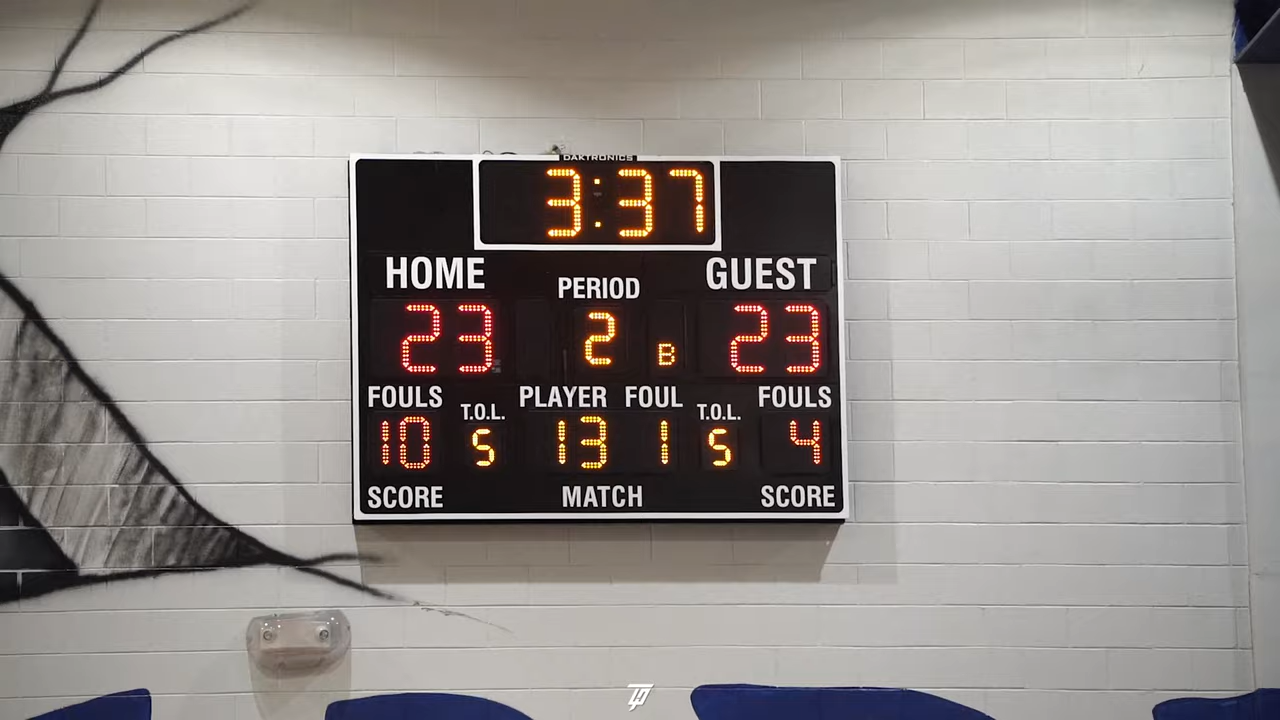 DAKTRONICS
3:37
HOME GUEST
PERIOD
23 2 B 23
FOULS PLAYER FOUL FOULS
T.O.L. T.O.L.
10 5 13 1 5 4
SCORE MATCH SCORE